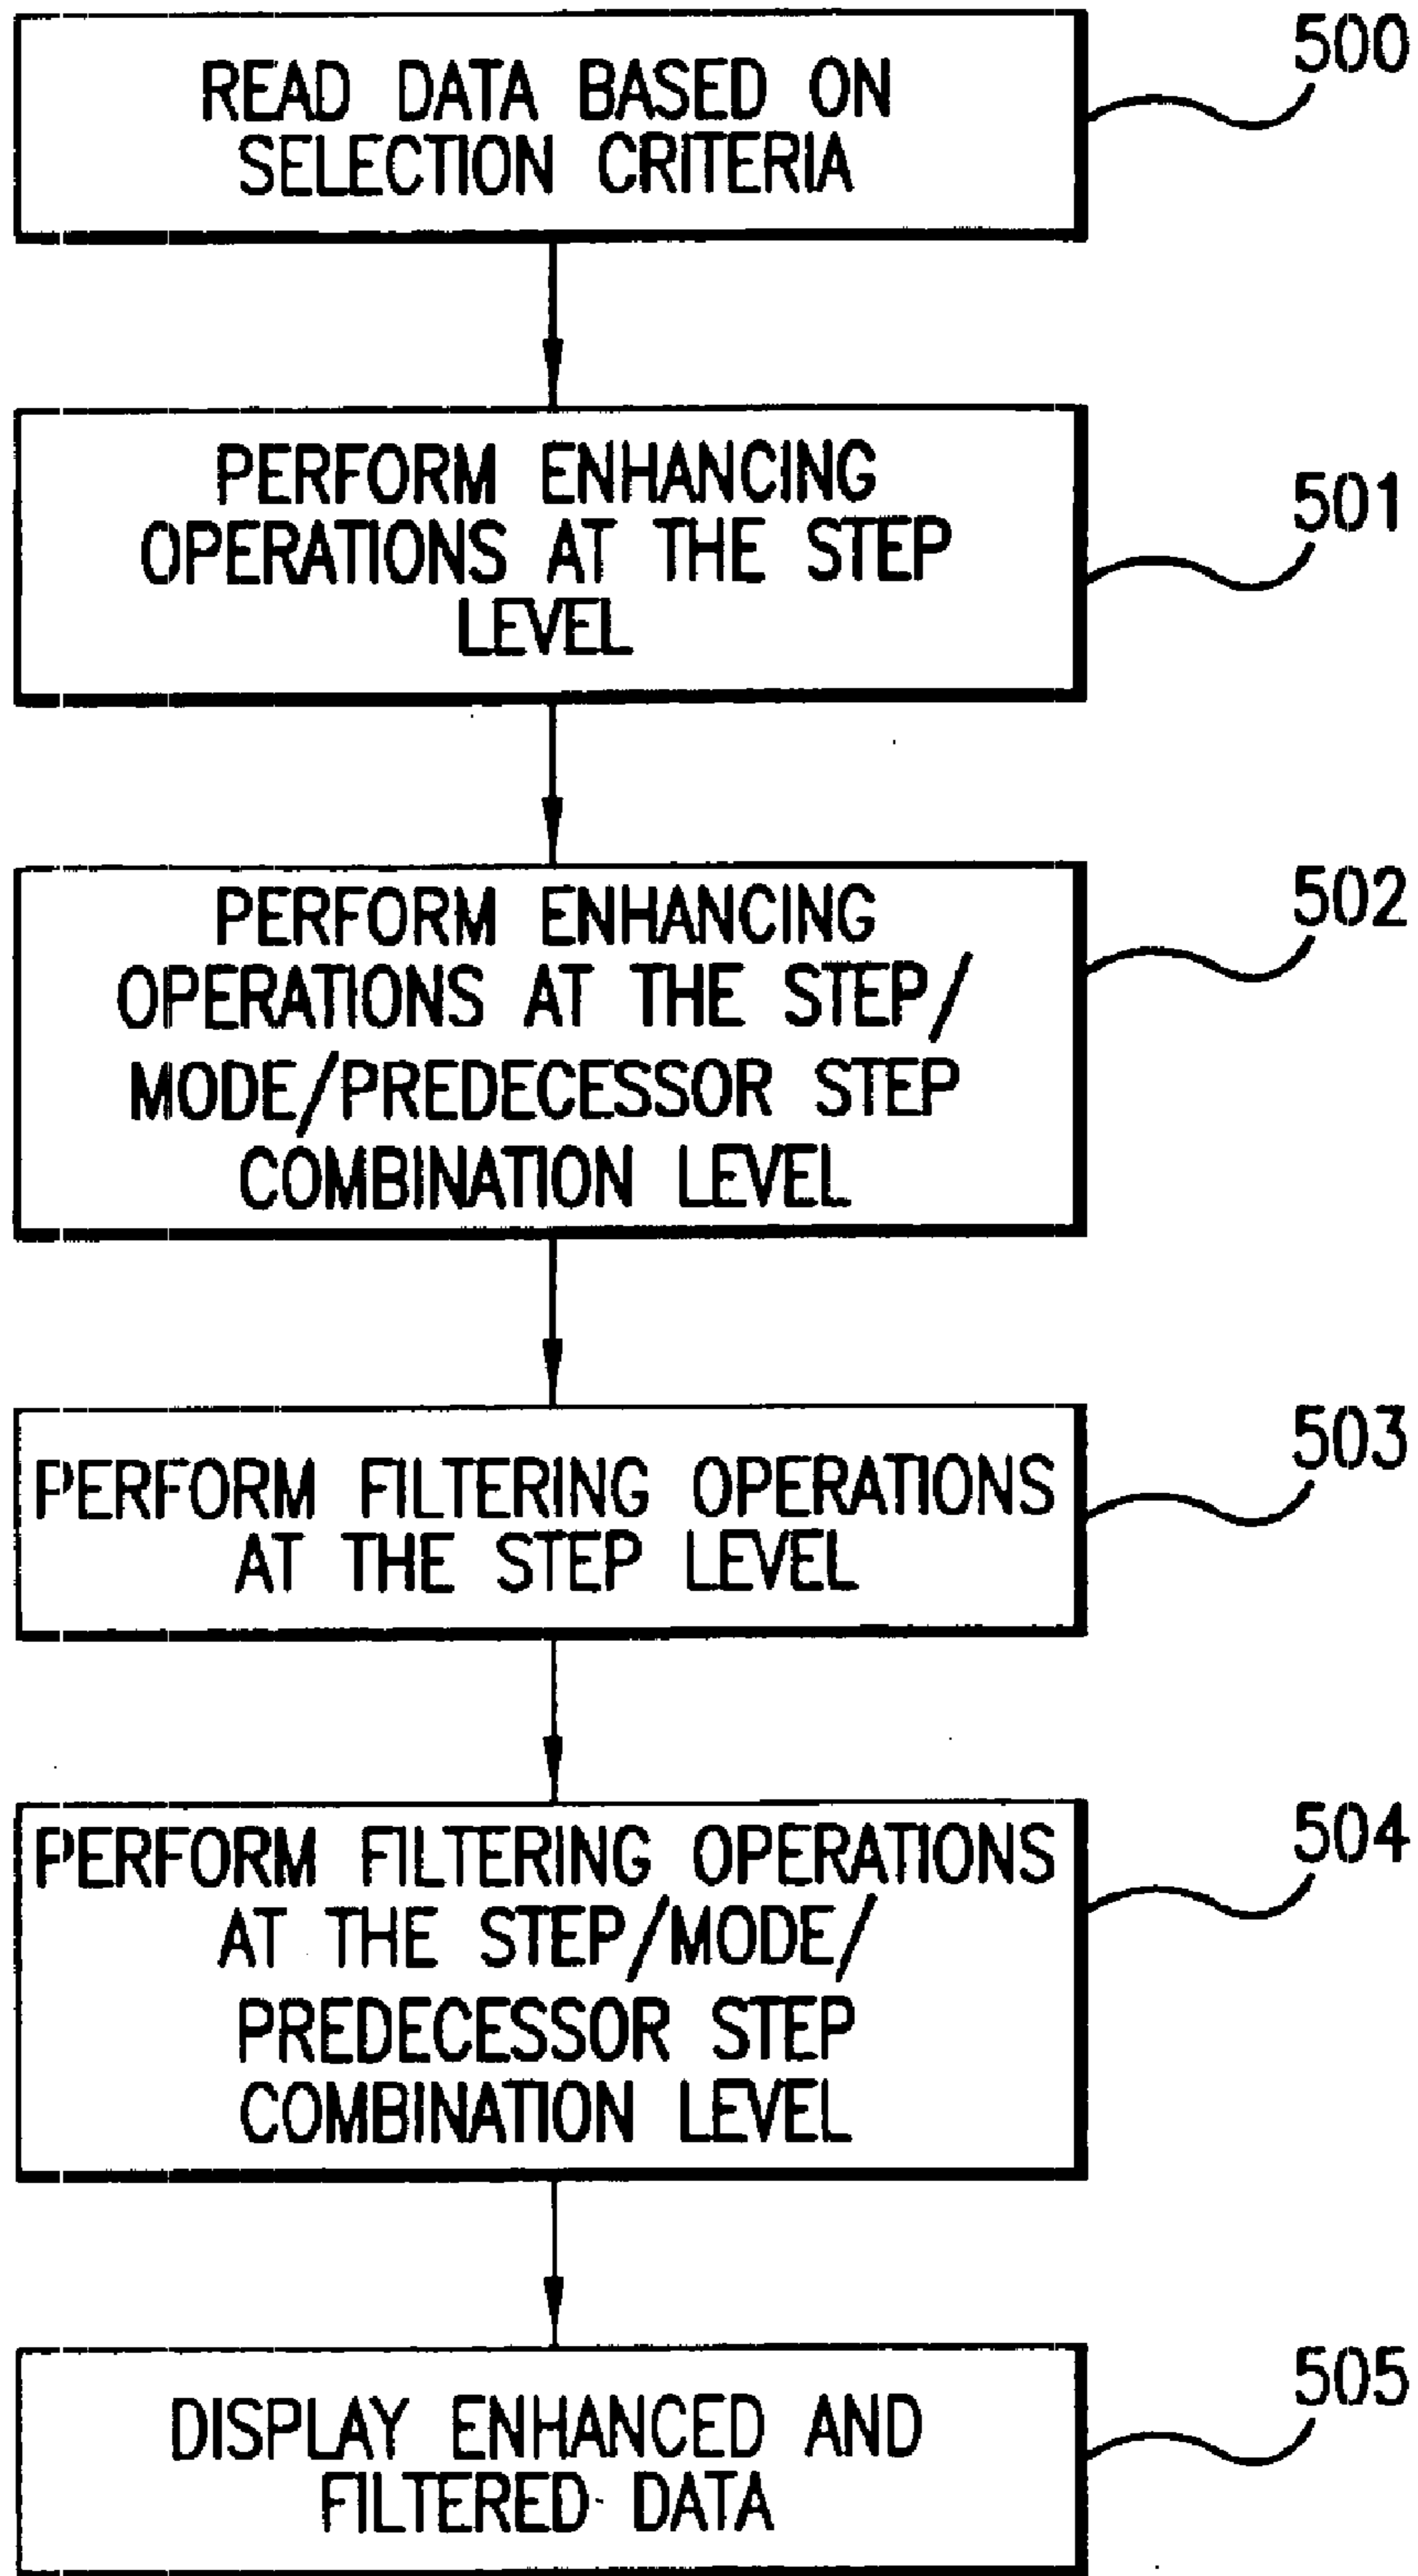 READ DATA BASED ON
SELECTION CRITERIA
500
PERFORM ENHANCING
OPERATIONS AT THE STEP
LEVEL
501
PERFORM ENHANCING
OPERATIONS AT THE STEP/
MODE/PREDECESSOR STEP
COMBINATION LEVEL
502
PERFORM FILTERING OPERATIONS
AT THE STEP LEVEL
503
PERFORM FILTERING OPERATIONS
AT THE STEP/MODE/
PREDECESSOR STEP
COMBINATION LEVEL
504
DISPLAY ENHANCED AND
FILTERED DATA
505